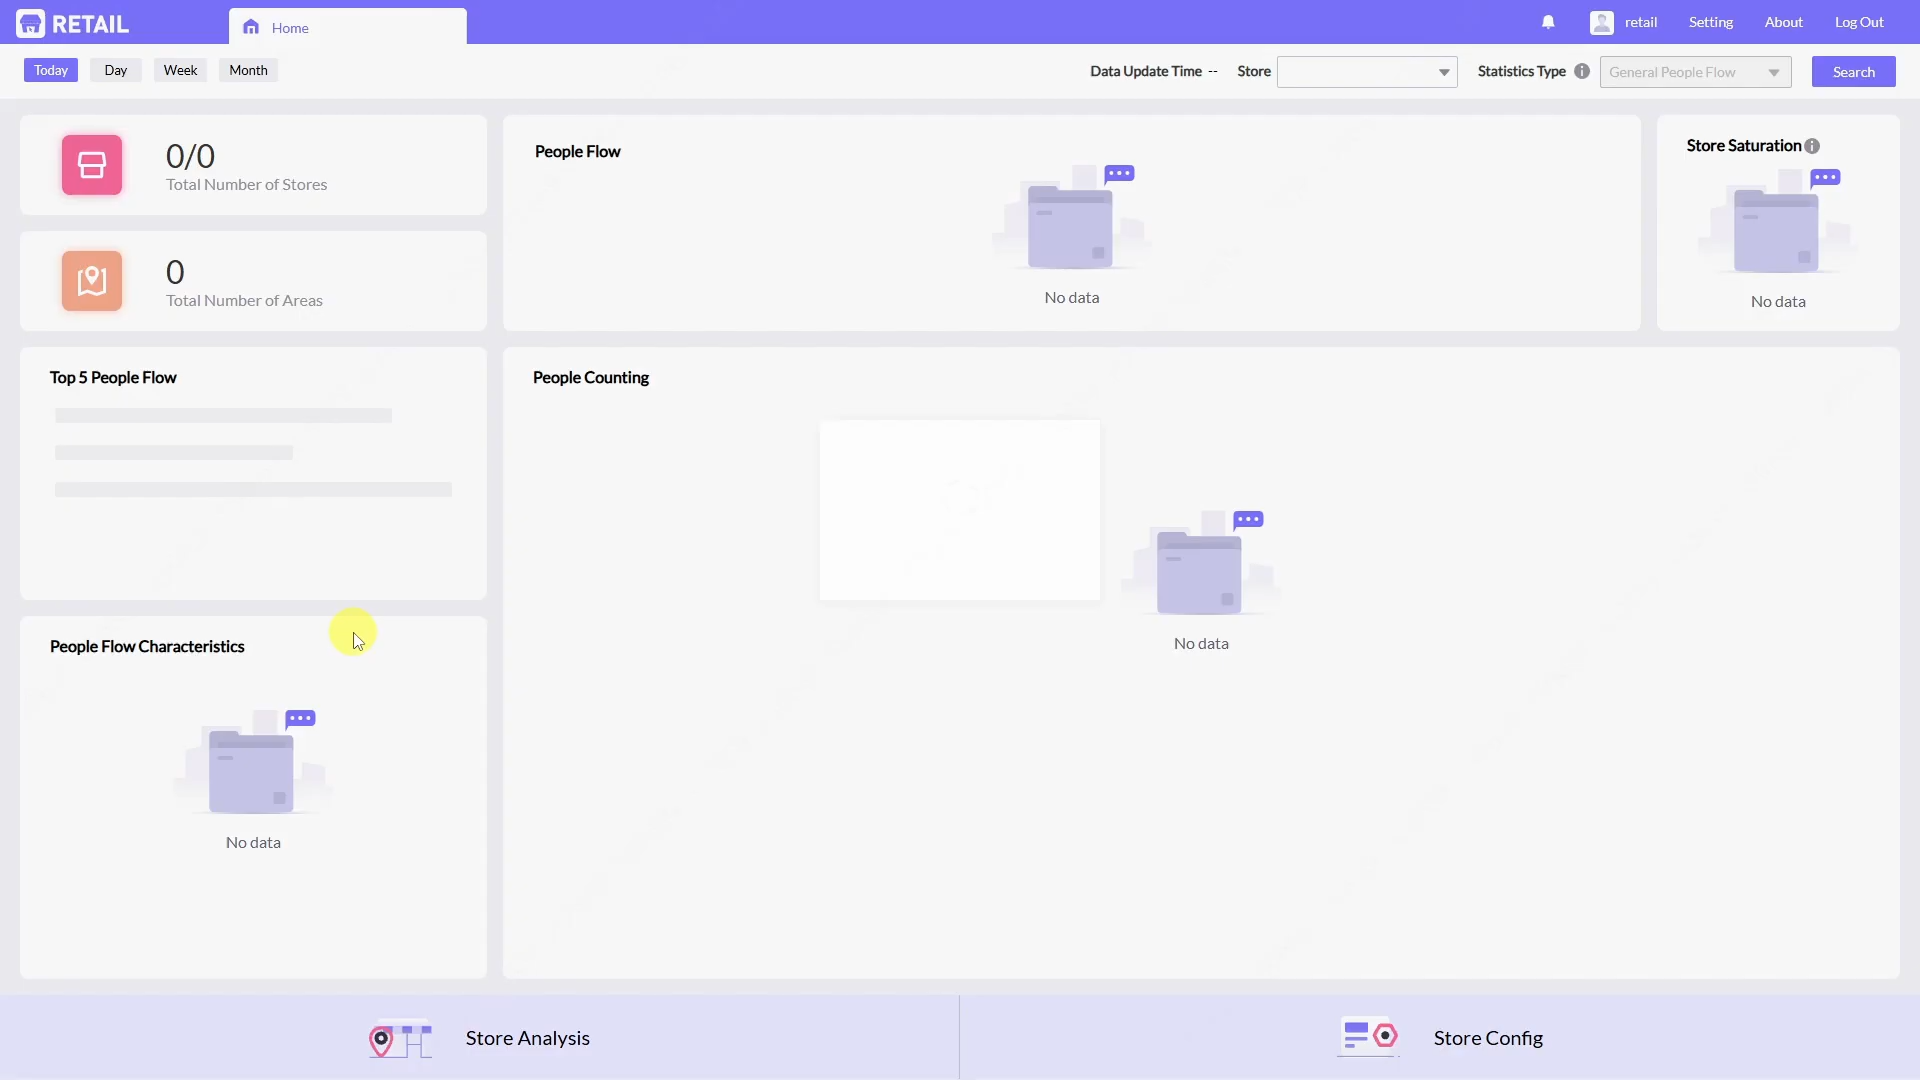 RETAIL
Home
retail
Setting
About
Log Out
Today
Day
Week
Month
Data Update Time --
Store
Statistics Type
General People Flow
Search
0/0
Total Number of Stores
0
Total Number of Areas
People Flow
No data
Store Saturation
No data
Top 5 People Flow
People Counting
No data
People Flow Characteristics
No data
Store Analysis
Store Config